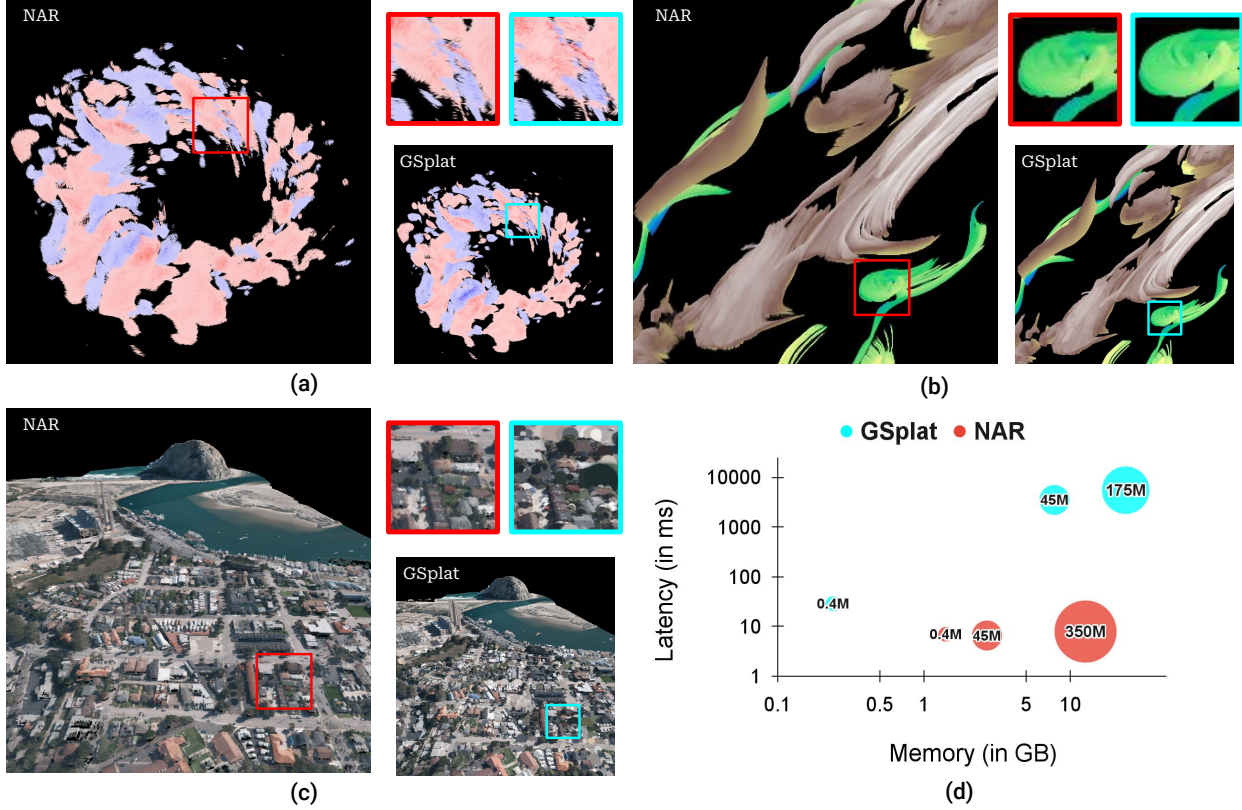 NAR
GSplat
(a)
NAR
GSplat
(b)
NAR
GSplat
(c)
GSplat NAR
Latency (in ms)
10000
1000
100
10
1
45M
175M
0.4M
0.4M
45M
350M
0.1
0.5
1
5
10
Memory (in GB)
(d)